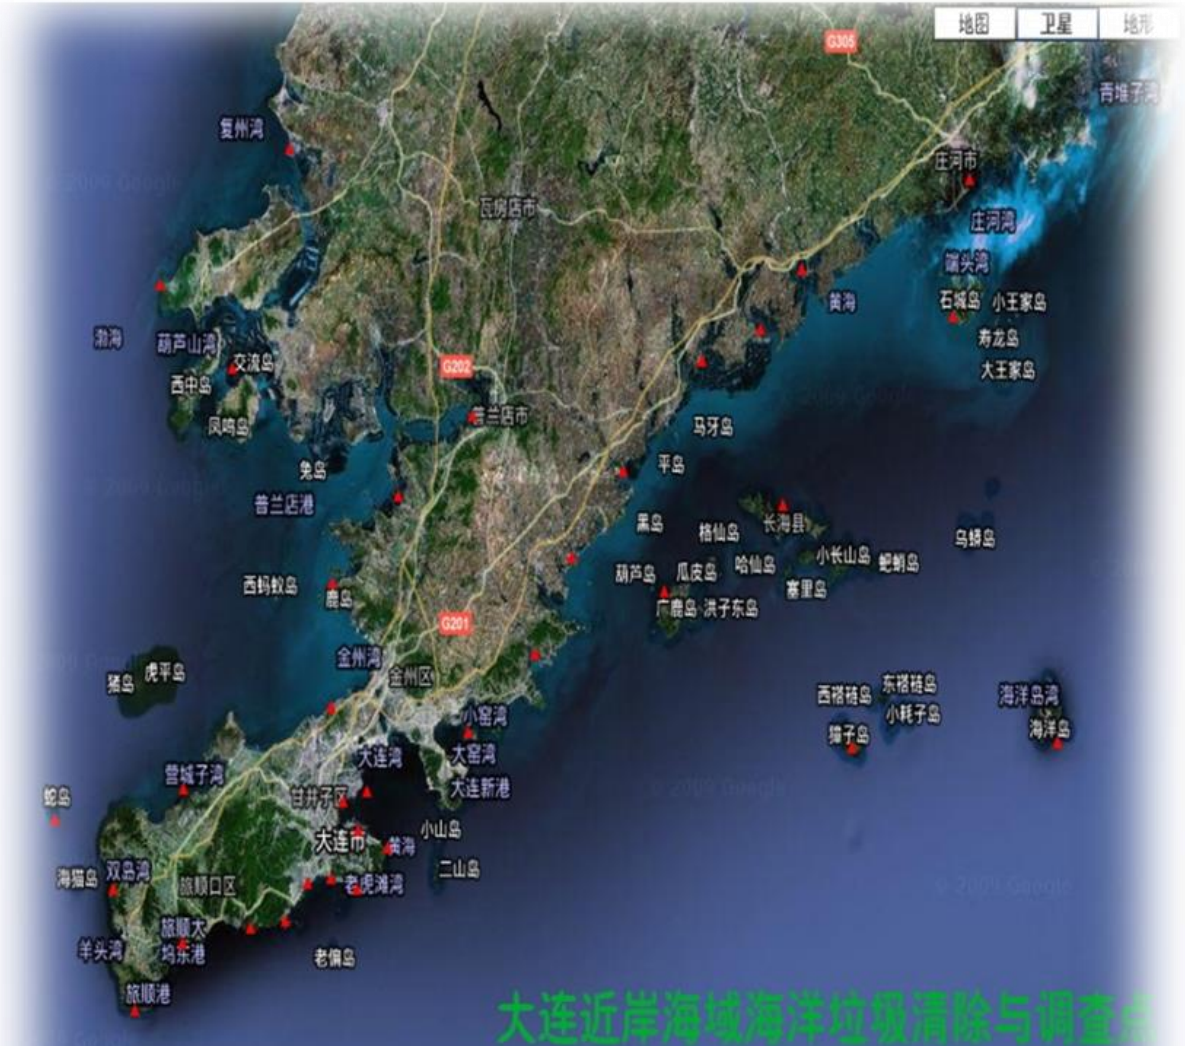 地图 卫星 地形
G305
青堆子湾
复州湾
庄河市
瓦房店市
庄河湾
端头湾
石城岛 小王家岛
黄海
渤海
葫芦山湾
寿龙岛
交流岛
大王家岛
G202
西中岛
普兰店市
凤鸣岛
马牙岛
兔岛
平岛
普兰店港
黑岛
长海县
格仙岛
乌蟒岛
小长山岛
蚆蛸岛
哈仙岛
葫芦岛
瓜皮岛
塞里岛
西蚂蚁岛
鹿岛
广鹿岛 洪子东岛
G201
金州湾
金州区
猪岛
虎平岛
西褡裢岛
东褡裢岛
海洋岛湾
小耗子岛
小窑湾
獐子岛
海洋岛
大连湾
大窑湾
营城子湾
大连新港
蛇岛
甘井子区
小山岛
大连市
黄海
二山岛
海猫岛
双岛湾
旅顺口区
老虎滩湾
旅顺大
坞东港
羊头湾
老偏岛
旅顺港
大连近岸海域海洋垃圾清除与调查点